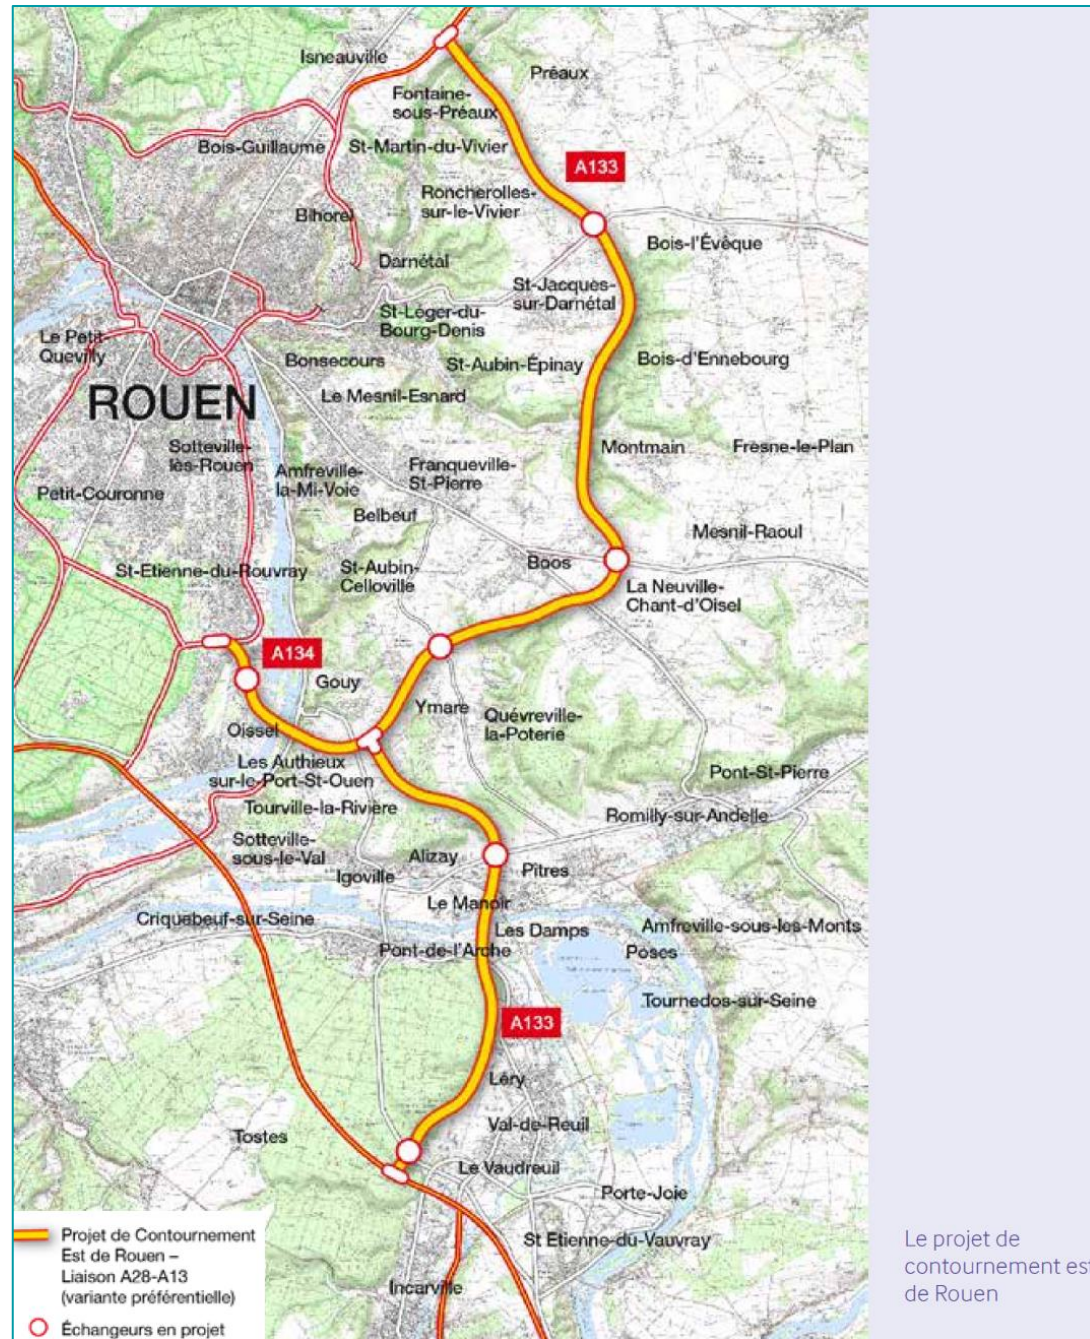 Isneauville
Préaux
Fontaine-
sous-Préaux
Bois-Guillaume
St-Martin-du-Vivier
A133
Roncherolles-
sur-le-Vivier
Bihorel
Bois-l'Évêque
Darnétal
St-Jacques-
sur-Darnétal
St-Léger-du-
Bourg-Denis
Le Petit-
Quevilly
Bonsecours
St-Aubin-Épinay
Bois-d'Ennebourg
ROUEN
Le Mesnil-Esnard
Sotteville-
lès-Rouen
Montmain
Fresne-le-Plan
Amfreville-
la-Mi-Voie
Franqueville-
St-Pierre
Petit-Couronne
Belbeuf
Mesnil-Raoul
St-Etienne-du-Rouvray
St-Aubin-
Celloville
Boos
La Neuville-
Chant-d'Oisel
A134
Gouy
Ymare
Quévreville-
la-Poterie
Oissel
Les Authieux
sur-le-Port-St-Ouen
Pont-St-Pierre
Tourville-la-Rivière
Romilly-sur-Andelle
Sotteville-
sous-le-Val
Alizay
Igoville
Pîtres
Le Manoir
Criquebeuf-sur-Seine
Les Damps
Amfreville-sous-les-Monts
Pont-de-l'Arche
Poses
Tournedos-sur-Seine
A133
Léry
Val-de-Reuil
Tostes
Le Vaudreuil
Porte-Joie
St Etienne-du-Vauvray
Incarville
Projet de Contournement
Est de Rouen –
Liaison A28-A13
(variante préférentielle)
Échangeurs en projet
Le projet de
contournement est
de Rouen